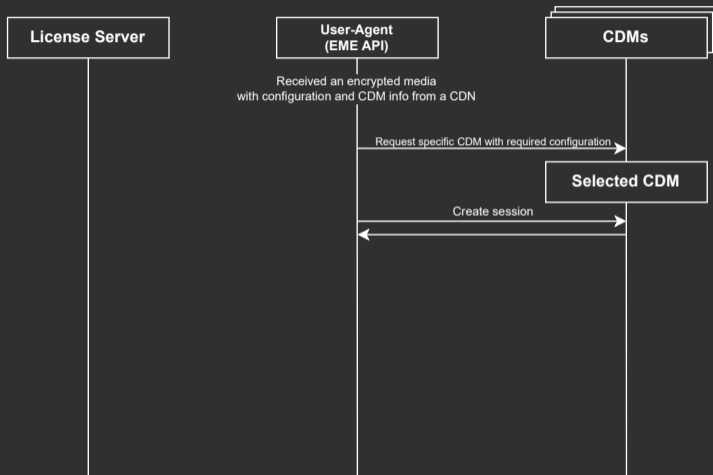 License Server
User-Agent
(EME API)
CDMs
Received an encrypted media
with configuration and CDM info from a CDN
Request specific CDM with required configuration
Selected CDM
Create session